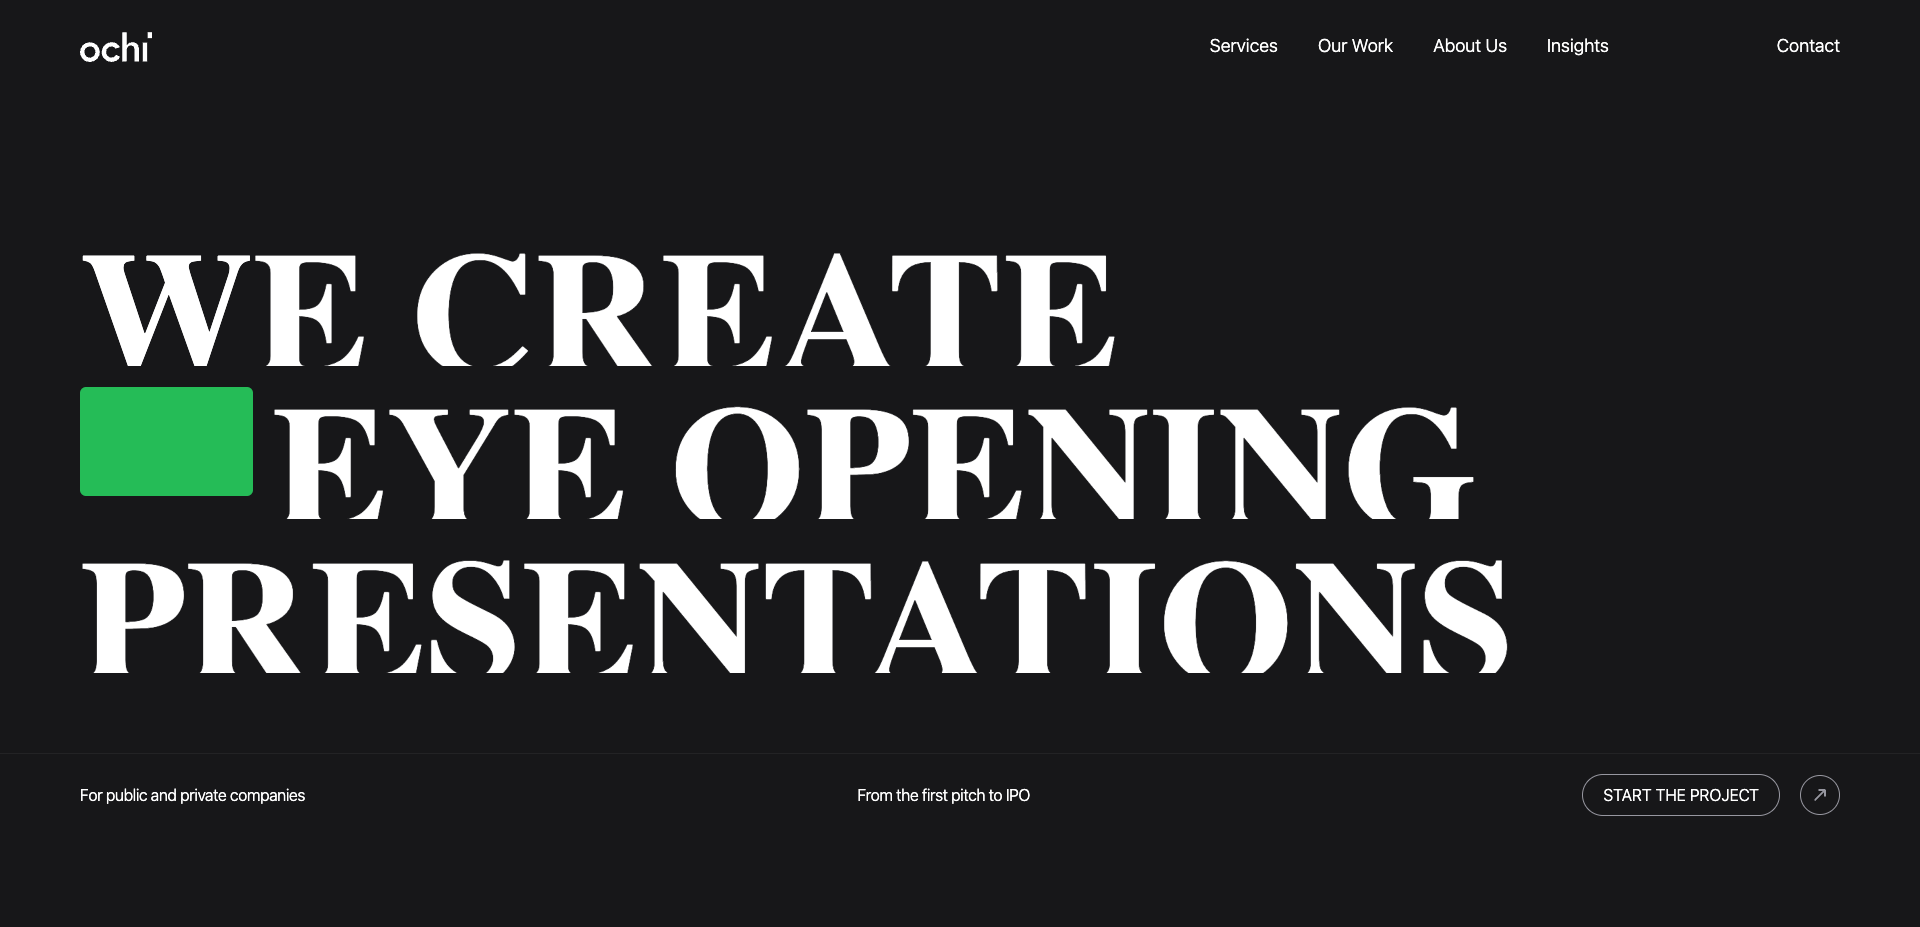 ochi
Services
Our Work
About Us
Insights
Contact
WE CREATE
EYE OPENING
PRESENTATIONS
For public and private companies
From the first pitch to IPO
START THE PROJECT